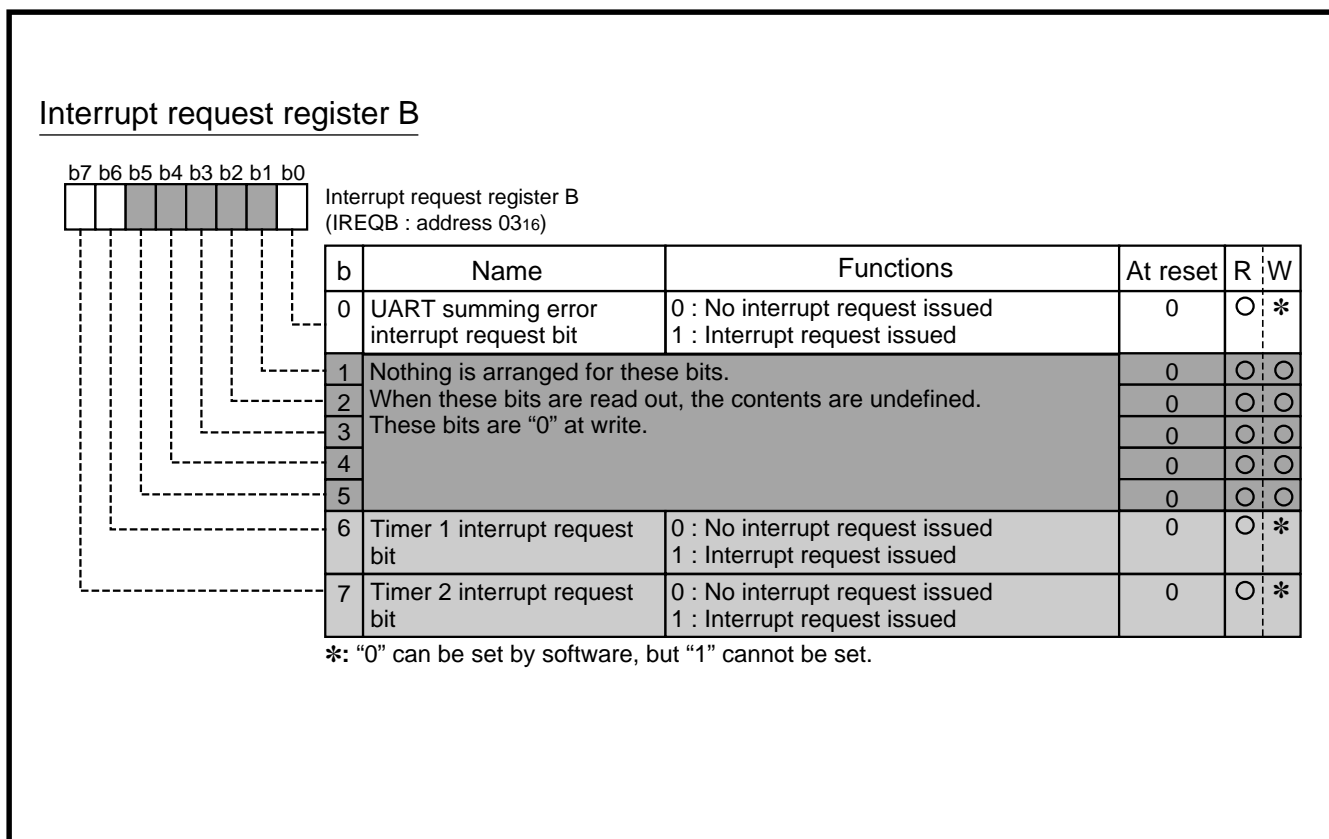 Interrupt request register B
b7 b6 b5 b4 b3 b2 b1 b0
Interrupt request register B
(IREQB : address 0316)
b Name Functions At reset R W
0 UART summing error 0 : No interrupt request issued 0 O ✽
interrupt request bit 1 : Interrupt request issued
1 Nothing is arranged for these bits. 0 O O
2 When these bits are read out, the contents are undefined. 0 O O
3 These bits are “0” at write. 0 O O
4 0 O O
5 0 O O
6 Timer 1 interrupt request 0 : No interrupt request issued 0 O ✽
bit 1 : Interrupt request issued
7 Timer 2 interrupt request 0 : No interrupt request issued 0 O ✽
bit 1 : Interrupt request issued
✽: “0” can be set by software, but “1” cannot be set.